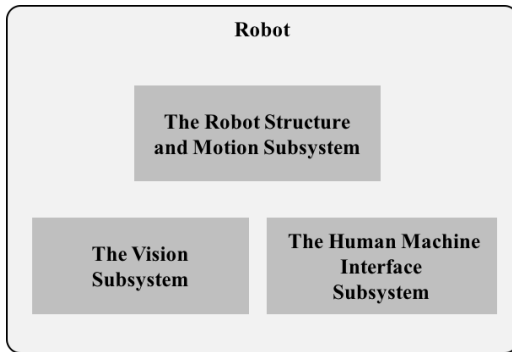 Robot
The Robot Structure
and Motion Subsystem
The Vision
Subsystem
The Human Machine
Interface
Subsystem